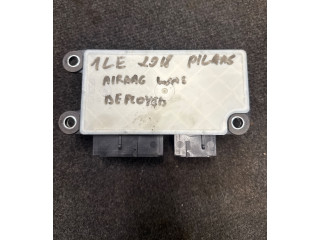 1LE 2018 PILARS
AIRBAG WAS
DEPLOYED